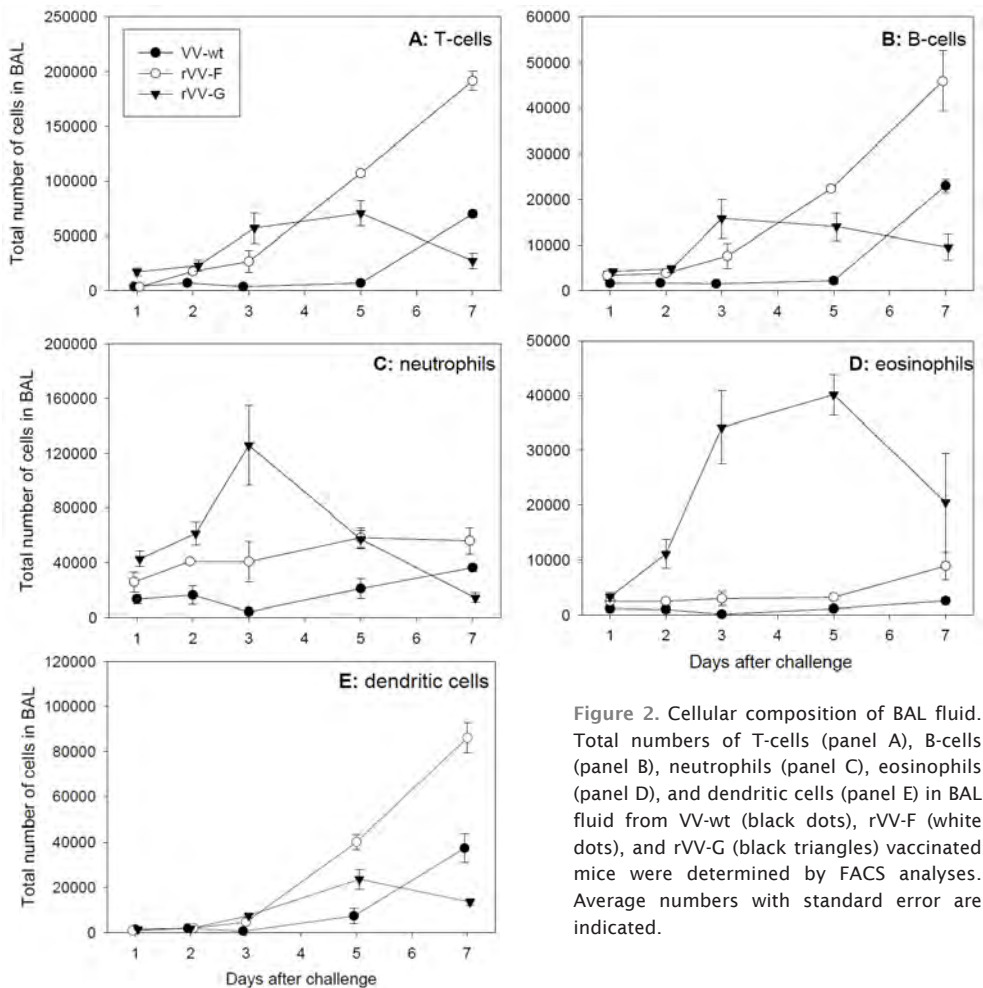 250000
200000
150000
100000
50000
0
Total number of cells in BAL
VV-wt
rVV-F
rVV-G
A: T-cells
1 2 3 4 5 6 7
60000
50000
40000
30000
20000
10000
0
B: B-cells
1 2 3 4 5 6 7
200000
160000
120000
80000
40000
0
Total number of cells in BAL
C: neutrophils
1 2 3 4 5 6 7
50000
40000
30000
20000
10000
0
D: eosinophils
1 2 3 4 5 6 7
Days after challenge
120000
100000
80000
60000
40000
20000
0
Total number of cells in BAL
E: dendritic cells
1 2 3 4 5 6 7
Days after challenge
Figure 2. Cellular composition of BAL fluid.
Total numbers of T-cells (panel A), B-cells
(panel B), neutrophils (panel C), eosinophils
(panel D), and dendritic cells (panel E) in BAL
fluid from VV-wt (black dots), rVV-F (white
dots), and rVV-G (black triangles) vaccinated
mice were determined by FACS analyses.
Average numbers with standard error are
indicated.